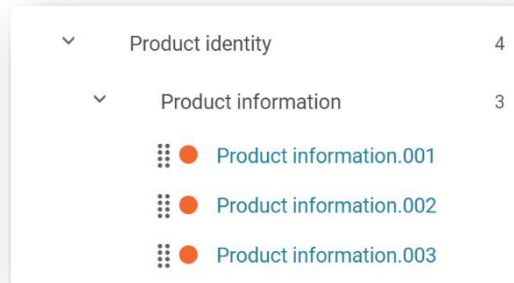 Product identity 4
Product information 3
Product information.001
Product information.002
Product information.003